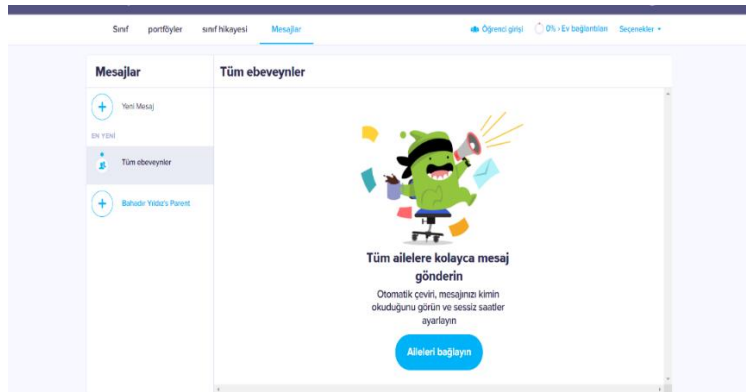 Sınıf portföyler sınıf hikayesi Mesajlar Öğrenci girişi 0% › Ev bağlantıları Seçenekler
Mesajlar
Tüm ebeveynler
Yeni Mesaj
EN YENİ
Tüm ebeveynler
Bahadır Yıldız's Parent
Tüm ailelere kolayca mesaj
gönderin
Otomatik çeviri, mesajınızı kimin
okuduğunu görün ve sessiz saatler
ayarlayın
Aileleri bağlayın